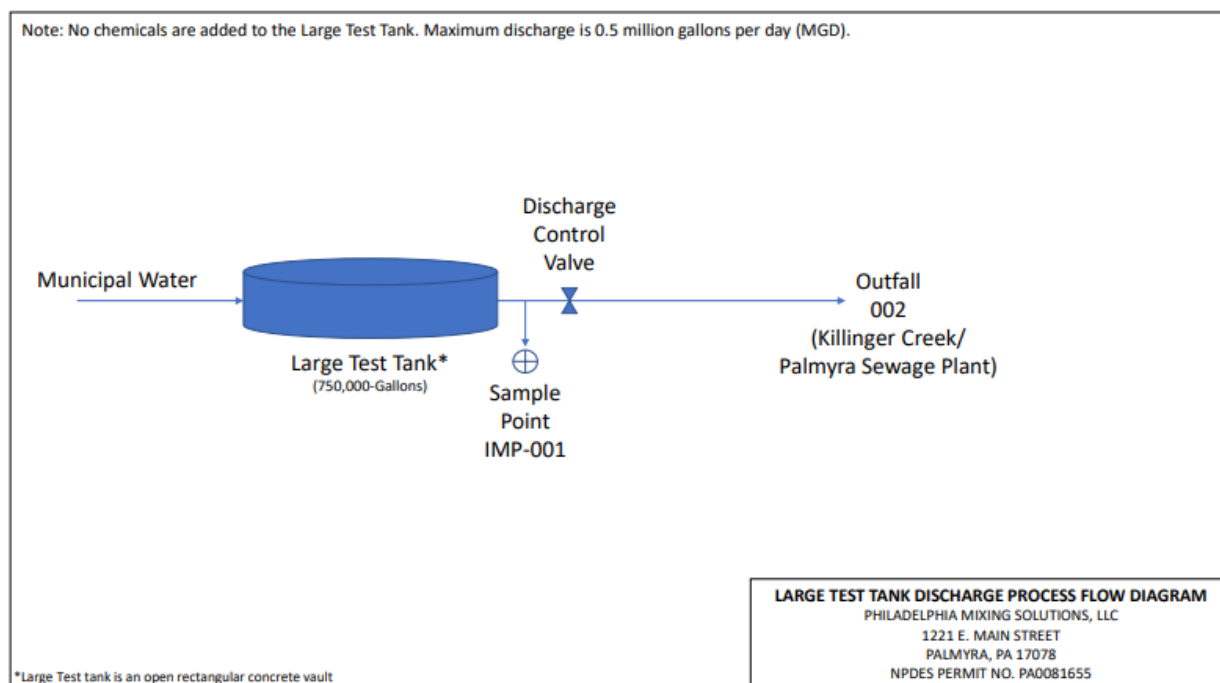 Note: No chemicals are added to the Large Test Tank. Maximum discharge is 0.5 million gallons per day (MGD).
Discharge
Control
Valve
Municipal Water
Outfall
002
(Killinger Creek/
Palmyra Sewage Plant)
Large Test Tank*
(750,000-Gallons)
Sample
Point
IMP-001
LARGE TEST TANK DISCHARGE PROCESS FLOW DIAGRAM
PHILADELPHIA MIXING SOLUTIONS, LLC
1221 E. MAIN STREET
PALMYRA, PA 17078
NPDES PERMIT NO. PA0081655
*Large Test tank is an open rectangular concrete vault